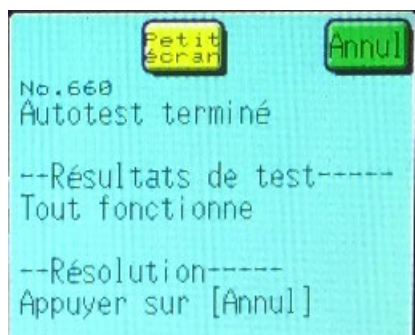 Petit
écran
Annul
No.660
Autotest terminé
--Résultats de test-----
Tout fonctionne
--Résolution-----
Appuyer sur [Annul]